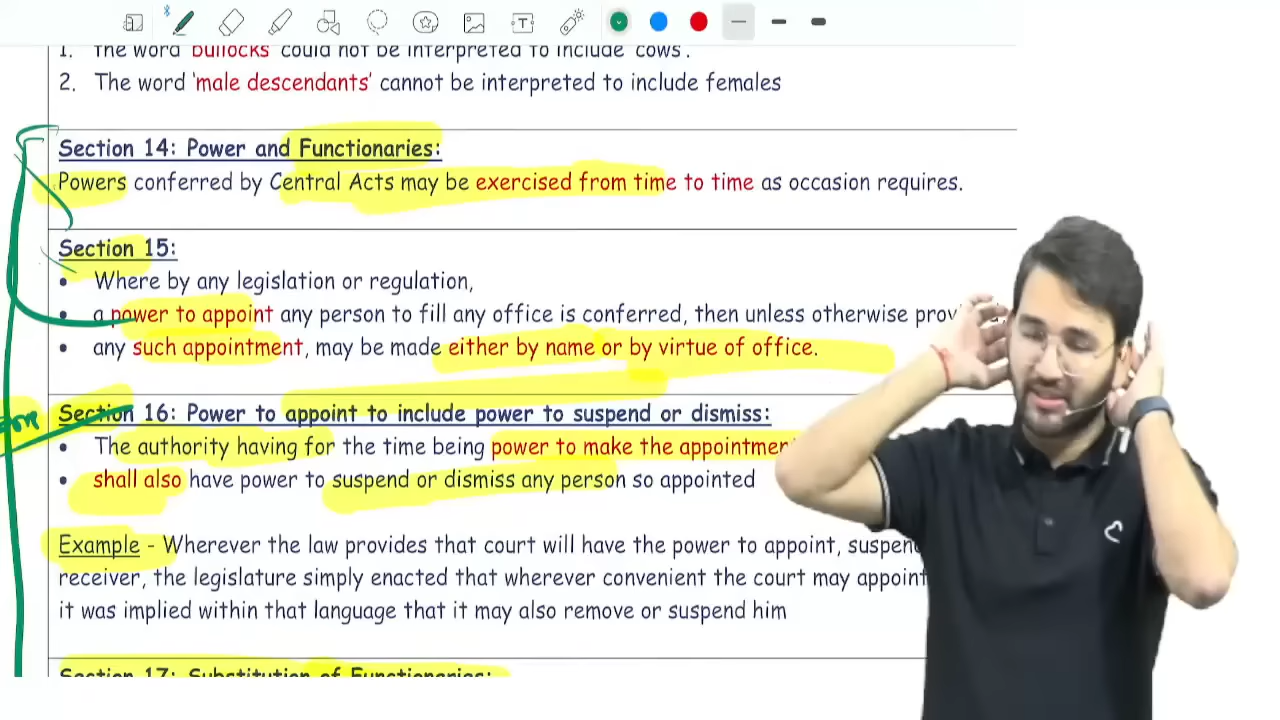 1. The word 'bullocks' could not be interpreted to include 'cows'.
2. The word 'male descendants' cannot be interpreted to include females
Section 14: Power and Functionaries:
Powers conferred by Central Acts may be exercised from time to time as occasion requires.
Section 15:
• Where by any legislation or regulation,
• a power to appoint any person to fill any office is conferred, then unless otherwise
• any such appointment, may be made either by name or by virtue of office.
Section 16: Power to appoint to include power to suspend or dismiss:
• The authority having for the time being power to make the
• shall also have power to suspend or dismiss any person so appointed
Example - Wherever the law provides that court will have the power to appoint,
receiver, the legislature simply enacted that wherever convenient the court may appoint
it was implied within that language that it may also remove or suspend him
Section 17: Substitution of Functionaries: